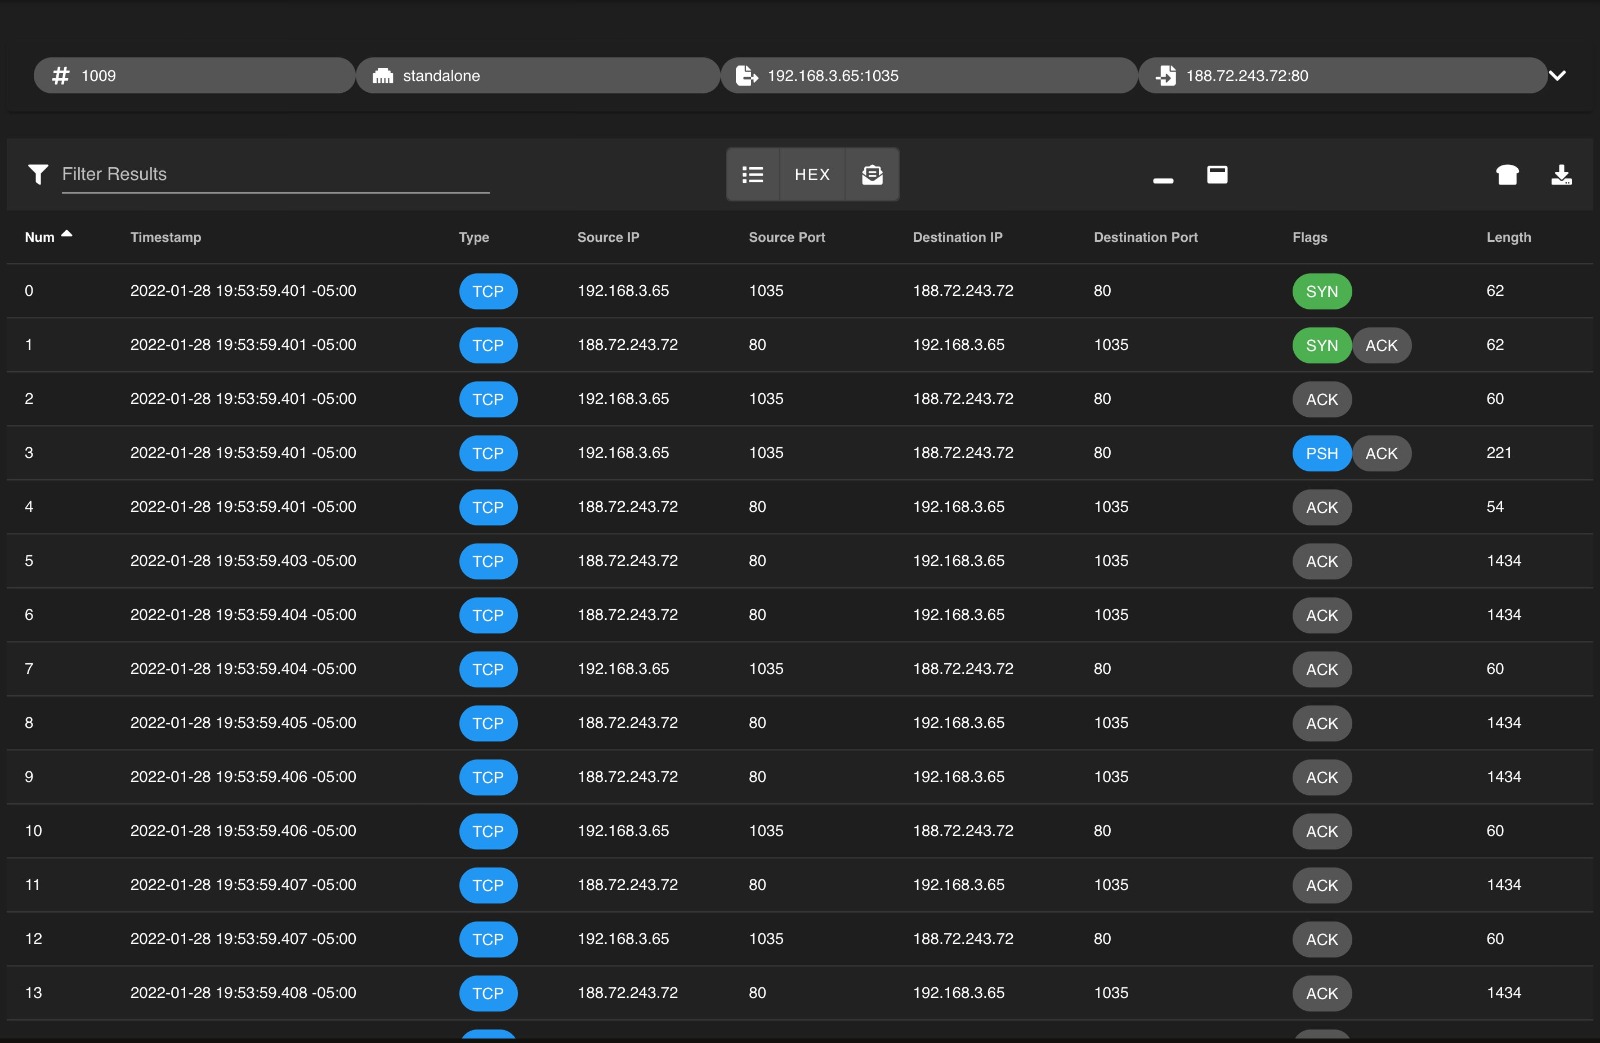 1009 standalone 192.168.3.65:1035 188.72.243.72:80
Filter Results HEX
Num Timestamp Type Source IP Source Port Destination IP Destination Port Flags Length
0 2022-01-28 19:53:59.401 -05:00 TCP 192.168.3.65 1035 188.72.243.72 80 SYN 62
1 2022-01-28 19:53:59.401 -05:00 TCP 188.72.243.72 80 192.168.3.65 1035 SYN ACK 62
2 2022-01-28 19:53:59.401 -05:00 TCP 192.168.3.65 1035 188.72.243.72 80 ACK 60
3 2022-01-28 19:53:59.401 -05:00 TCP 192.168.3.65 1035 188.72.243.72 80 PSH ACK 221
4 2022-01-28 19:53:59.401 -05:00 TCP 188.72.243.72 80 192.168.3.65 1035 ACK 54
5 2022-01-28 19:53:59.403 -05:00 TCP 188.72.243.72 80 192.168.3.65 1035 ACK 1434
6 2022-01-28 19:53:59.404 -05:00 TCP 188.72.243.72 80 192.168.3.65 1035 ACK 1434
7 2022-01-28 19:53:59.404 -05:00 TCP 192.168.3.65 1035 188.72.243.72 80 ACK 60
8 2022-01-28 19:53:59.405 -05:00 TCP 188.72.243.72 80 192.168.3.65 1035 ACK 1434
9 2022-01-28 19:53:59.406 -05:00 TCP 188.72.243.72 80 192.168.3.65 1035 ACK 1434
10 2022-01-28 19:53:59.406 -05:00 TCP 192.168.3.65 1035 188.72.243.72 80 ACK 60
11 2022-01-28 19:53:59.407 -05:00 TCP 188.72.243.72 80 192.168.3.65 1035 ACK 1434
12 2022-01-28 19:53:59.407 -05:00 TCP 192.168.3.65 1035 188.72.243.72 80 ACK 60
13 2022-01-28 19:53:59.408 -05:00 TCP 188.72.243.72 80 192.168.3.65 1035 ACK 1434